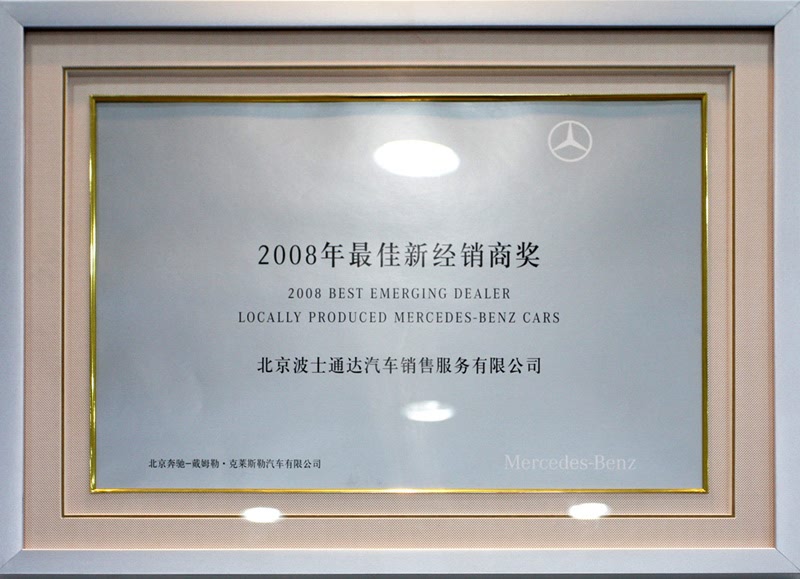 2008年最佳新经销商奖
2008 BEST EMERGING DEALER
LOCALLY PRODUCED MERCEDES-BENZ CARS
北京波士通达汽车销售服务有限公司
北京奔驰-戴姆勒·克莱斯勒汽车有限公司
Mercedes-Benz